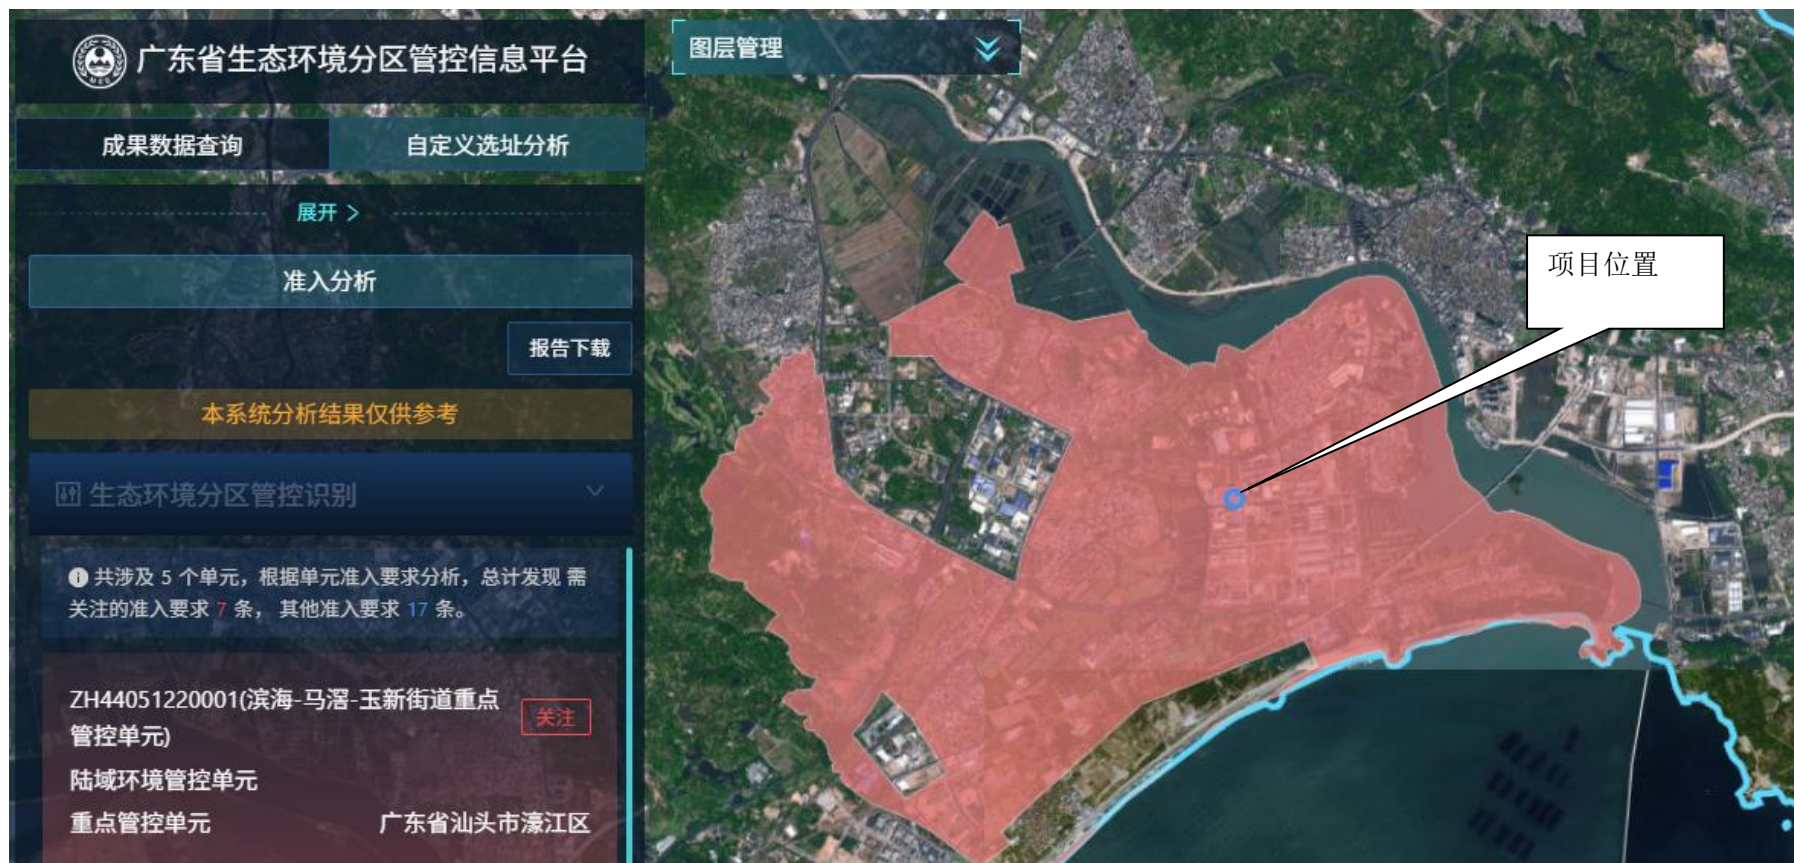 广东省生态环境分区管控信息平台
图层管理
成果数据查询
自定义选址分析
展开 >
准入分析
报告下载
本系统分析结果仅供参考
生态环境分区管控识别
共涉及 5 个单元，根据单元准入要求分析，总计发现 需
关注的准入要求 7 条， 其他准入要求 17 条。
ZH44051220001(滨海-马滘-玉新街道重点
管控单元)
关注
陆域环境管控单元
重点管控单元
广东省汕头市濠江区
项目位置